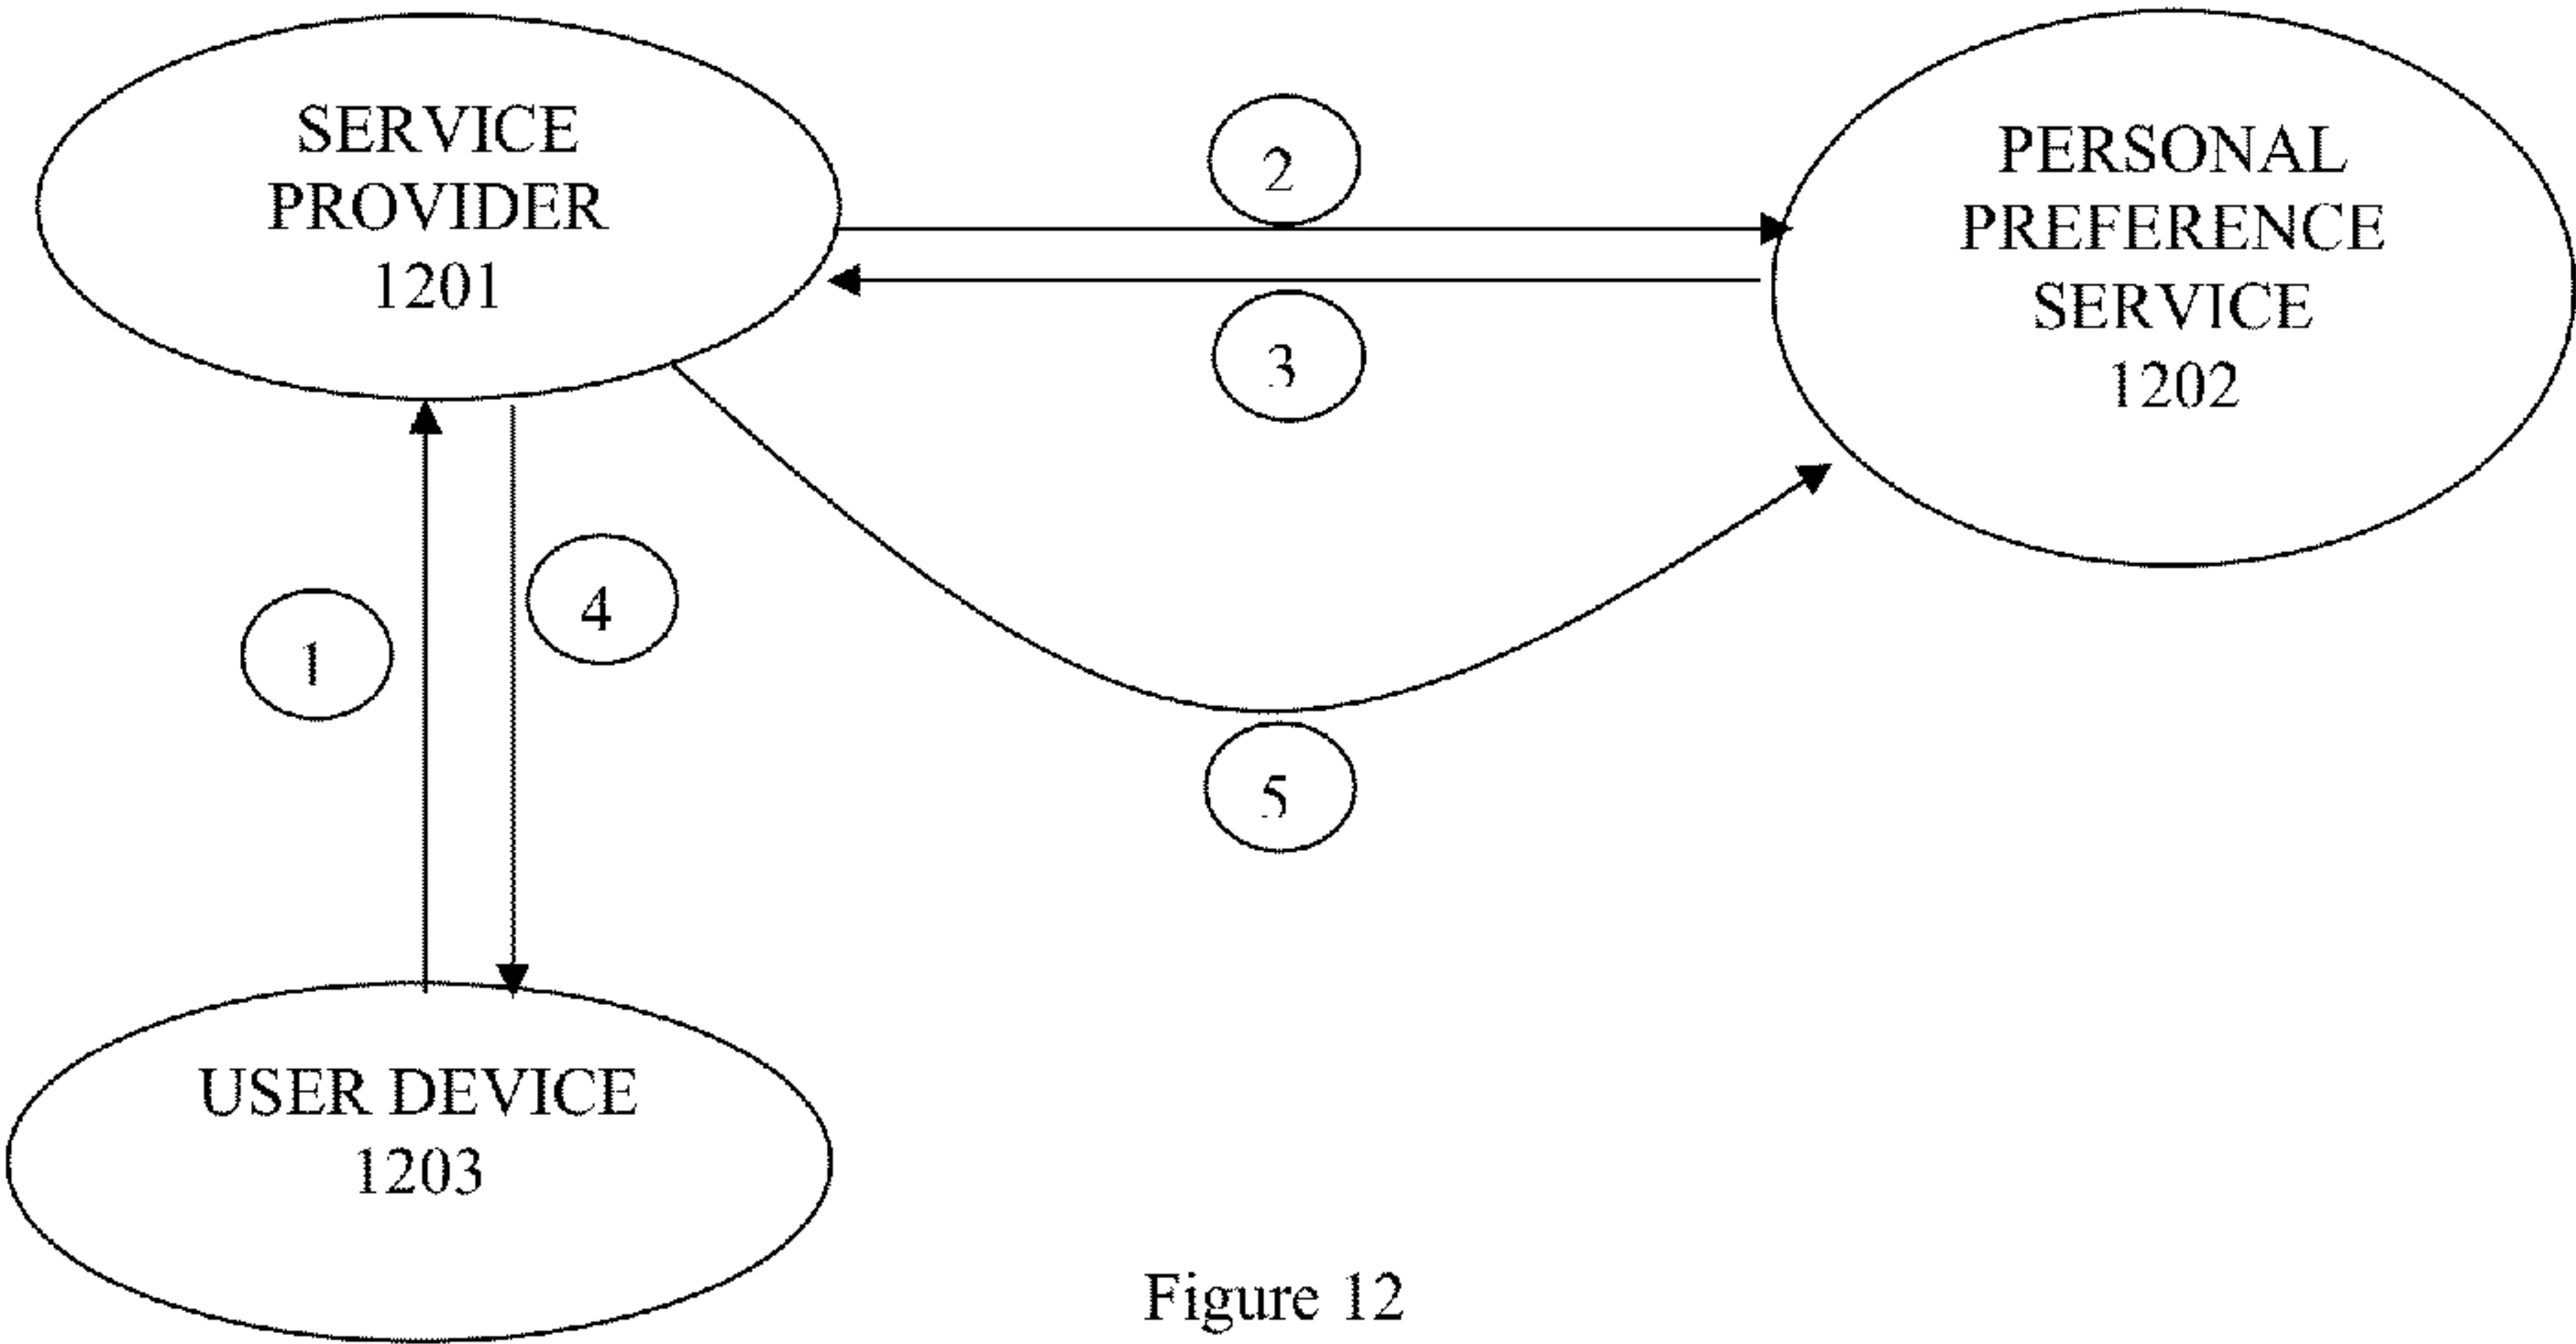 SERVICE
PROVIDER
1201
2
PERSONAL
PREFERENCE
SERVICE
1202
3
1
4
5
USER DEVICE
1203
Figure 12